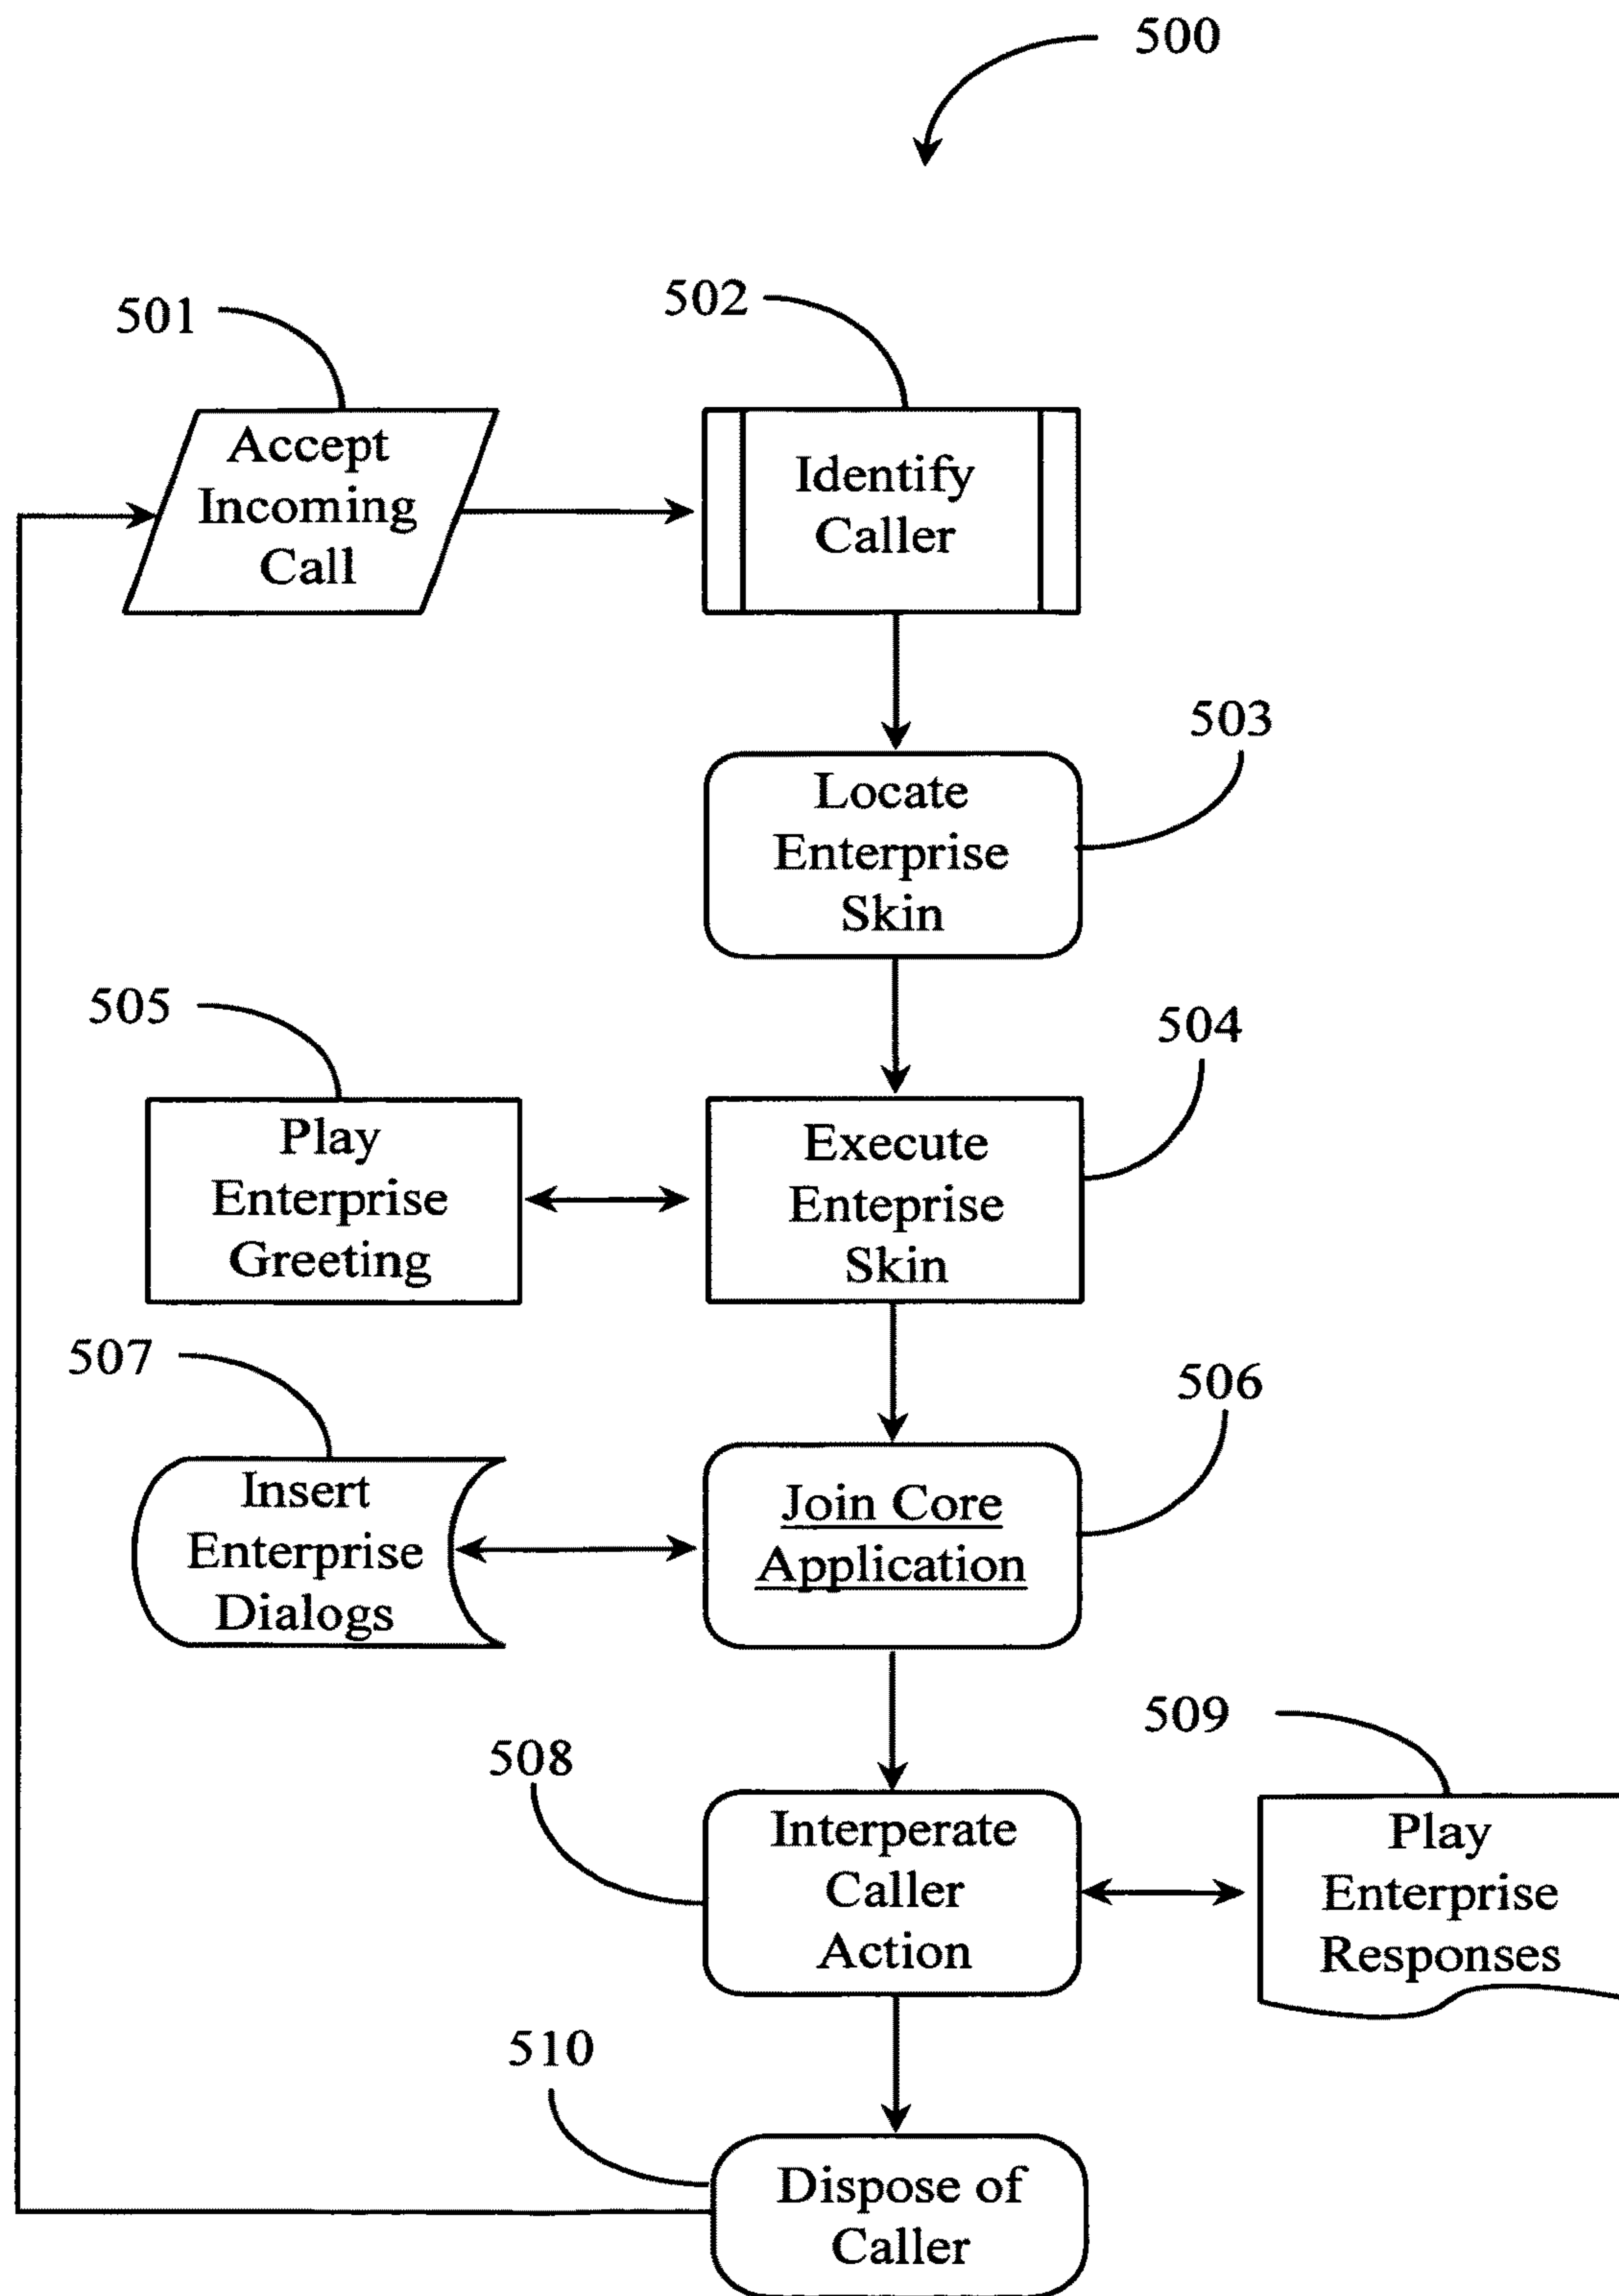 500
501
502
Accept
Incoming
Call
Identify
Caller
503
Locate
Enterprise
Skin
505
504
Play
Enterprise
Greeting
Execute
Enteprise
Skin
507
506
Insert
Enterprise
Dialogs
Join Core
Application
509
508
Interperate
Caller
Action
Play
Enterprise
Responses
510
Dispose of
Caller